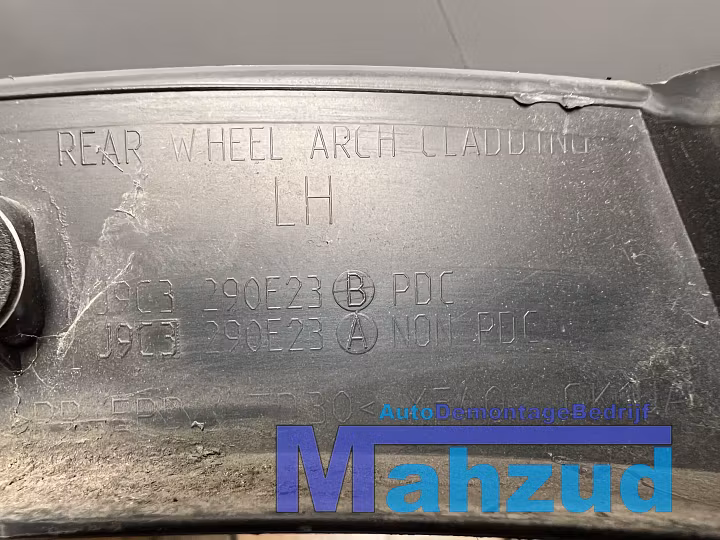 REAR WHEEL ARCH CLADDING
LH
J9C3 290E23 B PDC
J9C3 290E23 A NON PDC
AutoDemontageBedrijf
Mahzud